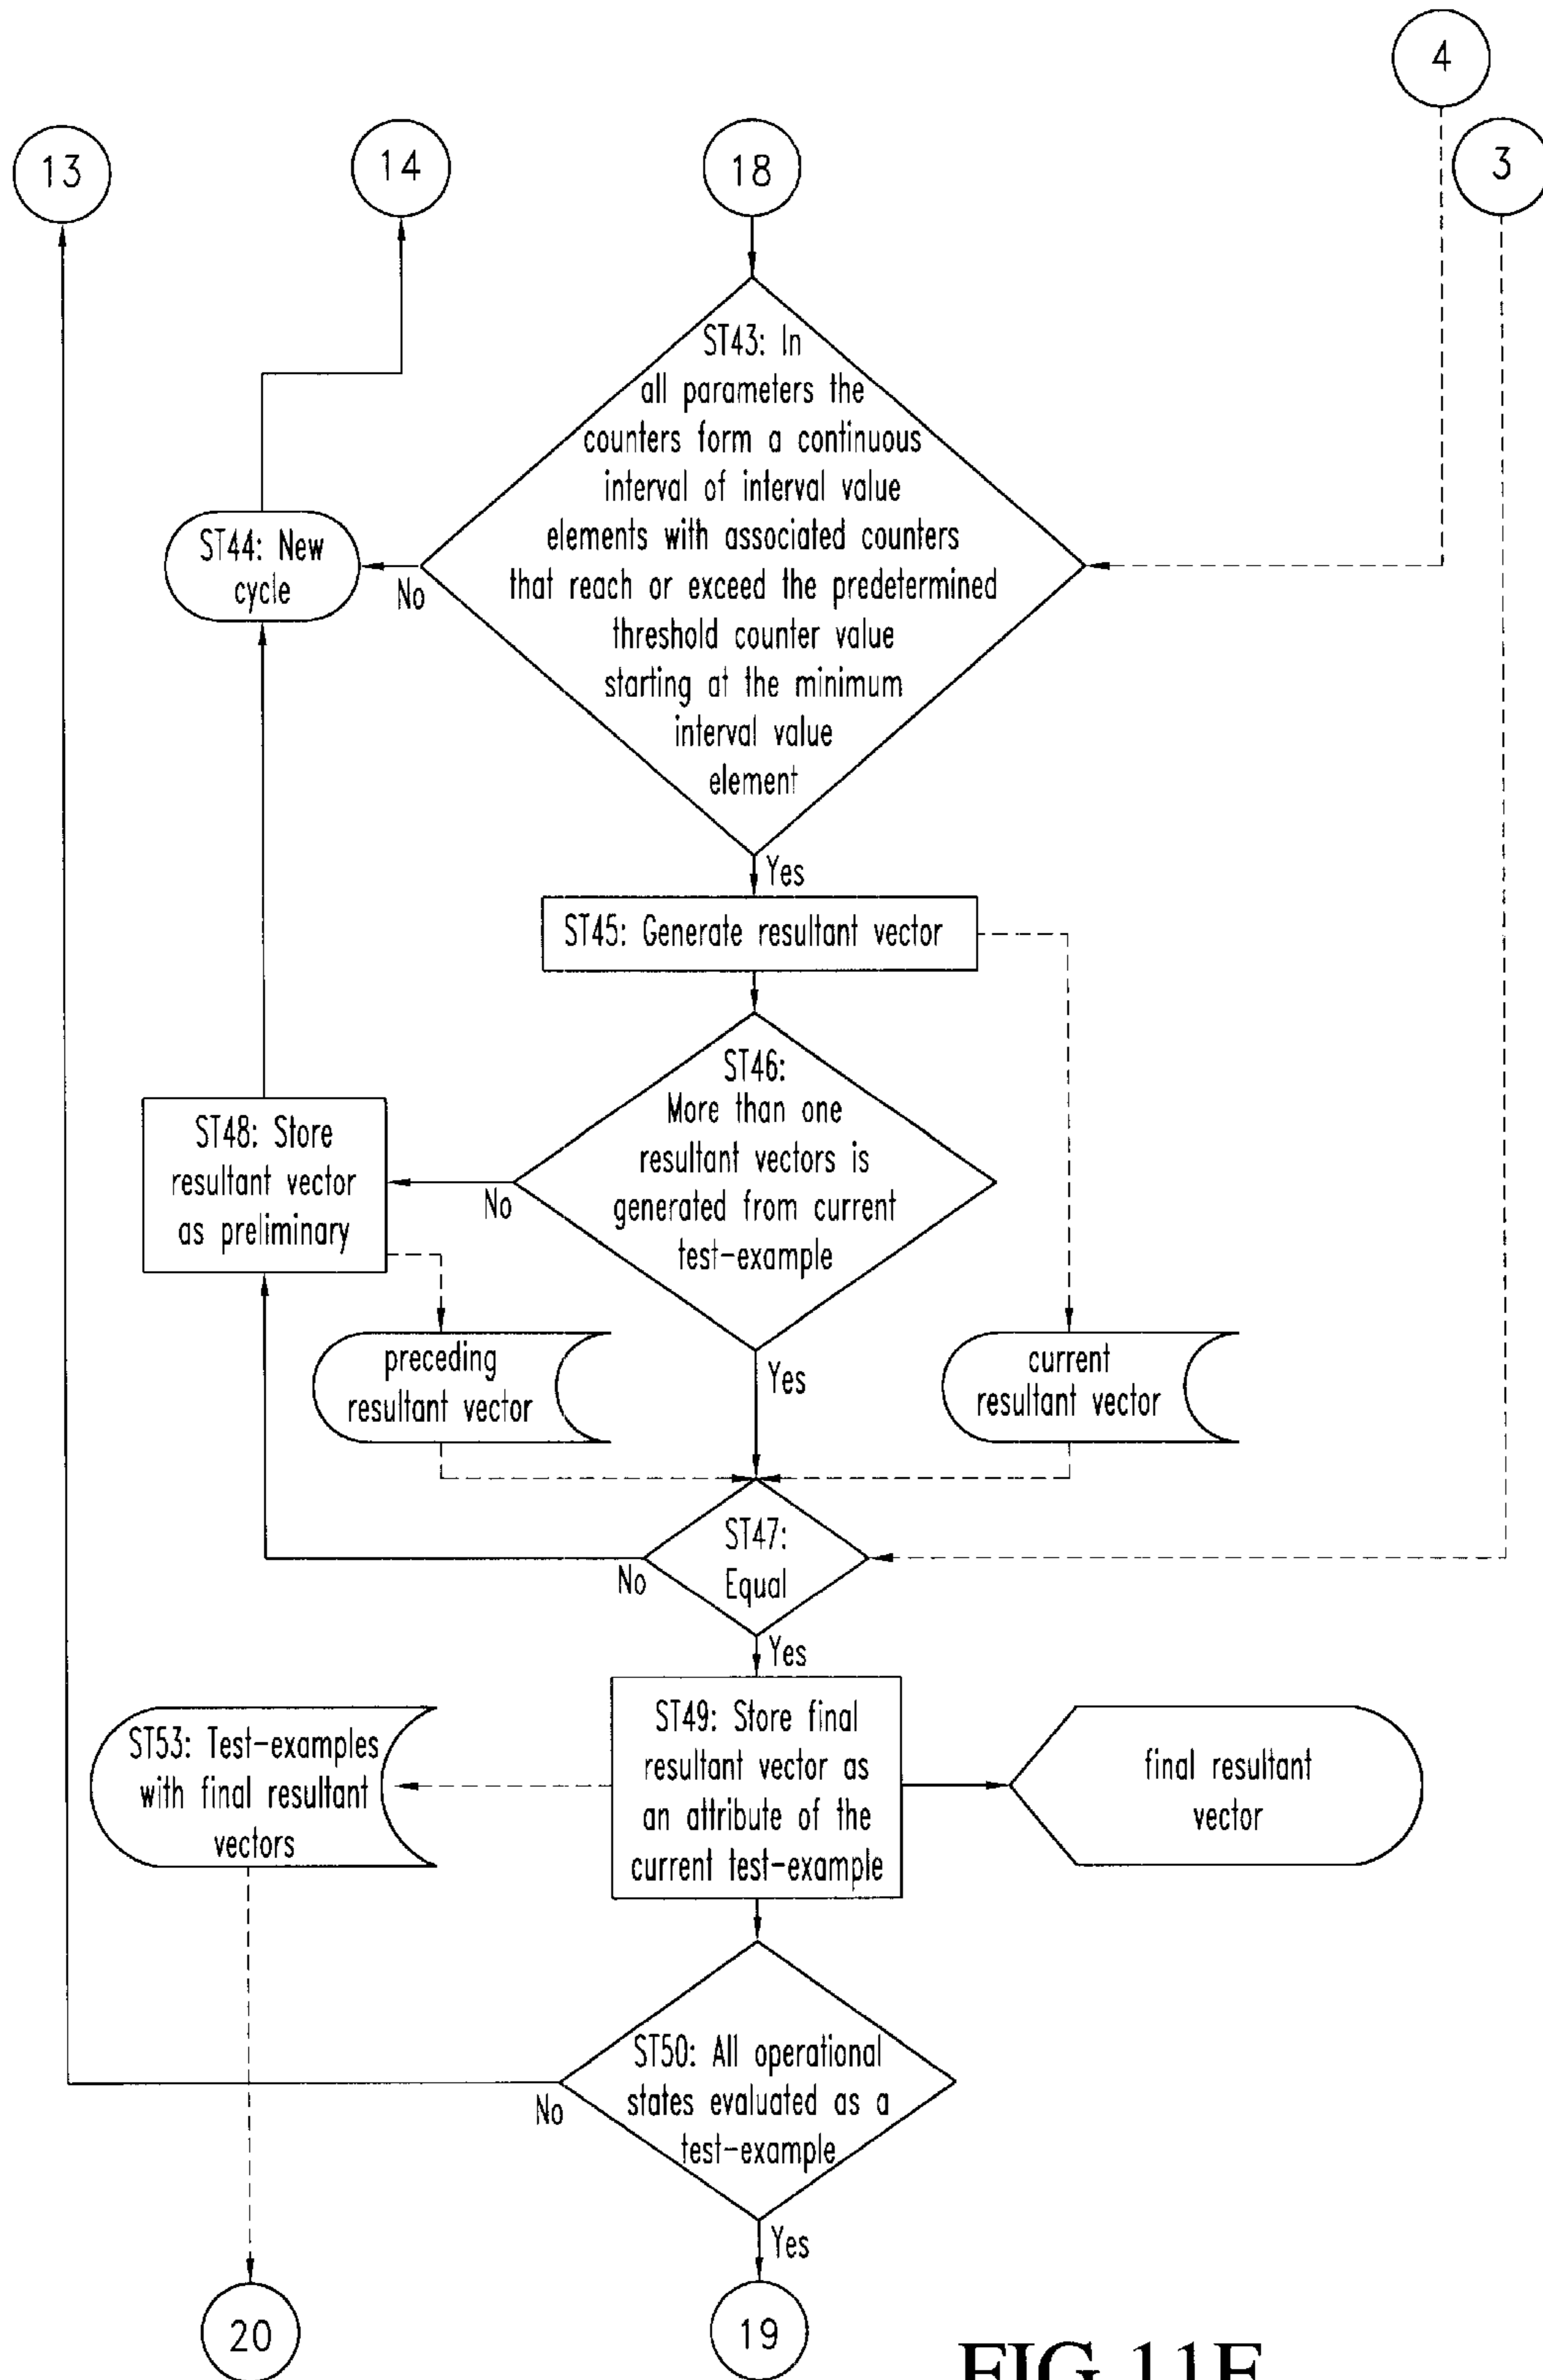 4
13
14
18
3
ST43: In
all parameters the
counters form a continuous
interval of interval value
elements with associated counters
that reach or exceed the predetermined
threshold counter value
starting at the minimum
interval value
element
ST44: New
cycle
No
Yes
ST45: Generate resultant vector
ST46:
More than one
resultant vectors is
generated from current
test-example
No
Yes
ST48: Store
resultant vector
as preliminary
preceding
resultant vector
current
resultant vector
ST47:
Equal
No
Yes
ST49: Store final
resultant vector as
an attribute of the
current test-example
ST53: Test-examples
with final resultant
vectors
final resultant
vector
ST50: All operational
states evaluated as a
test-example
No
Yes
20
19